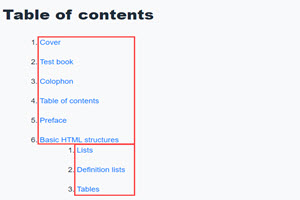 Table of contents
1. Cover
2. Test book
3. Colophon
4. Table of contents
5. Preface
6. Basic HTML structures
1. Lists
2. Definition lists
3. Tables